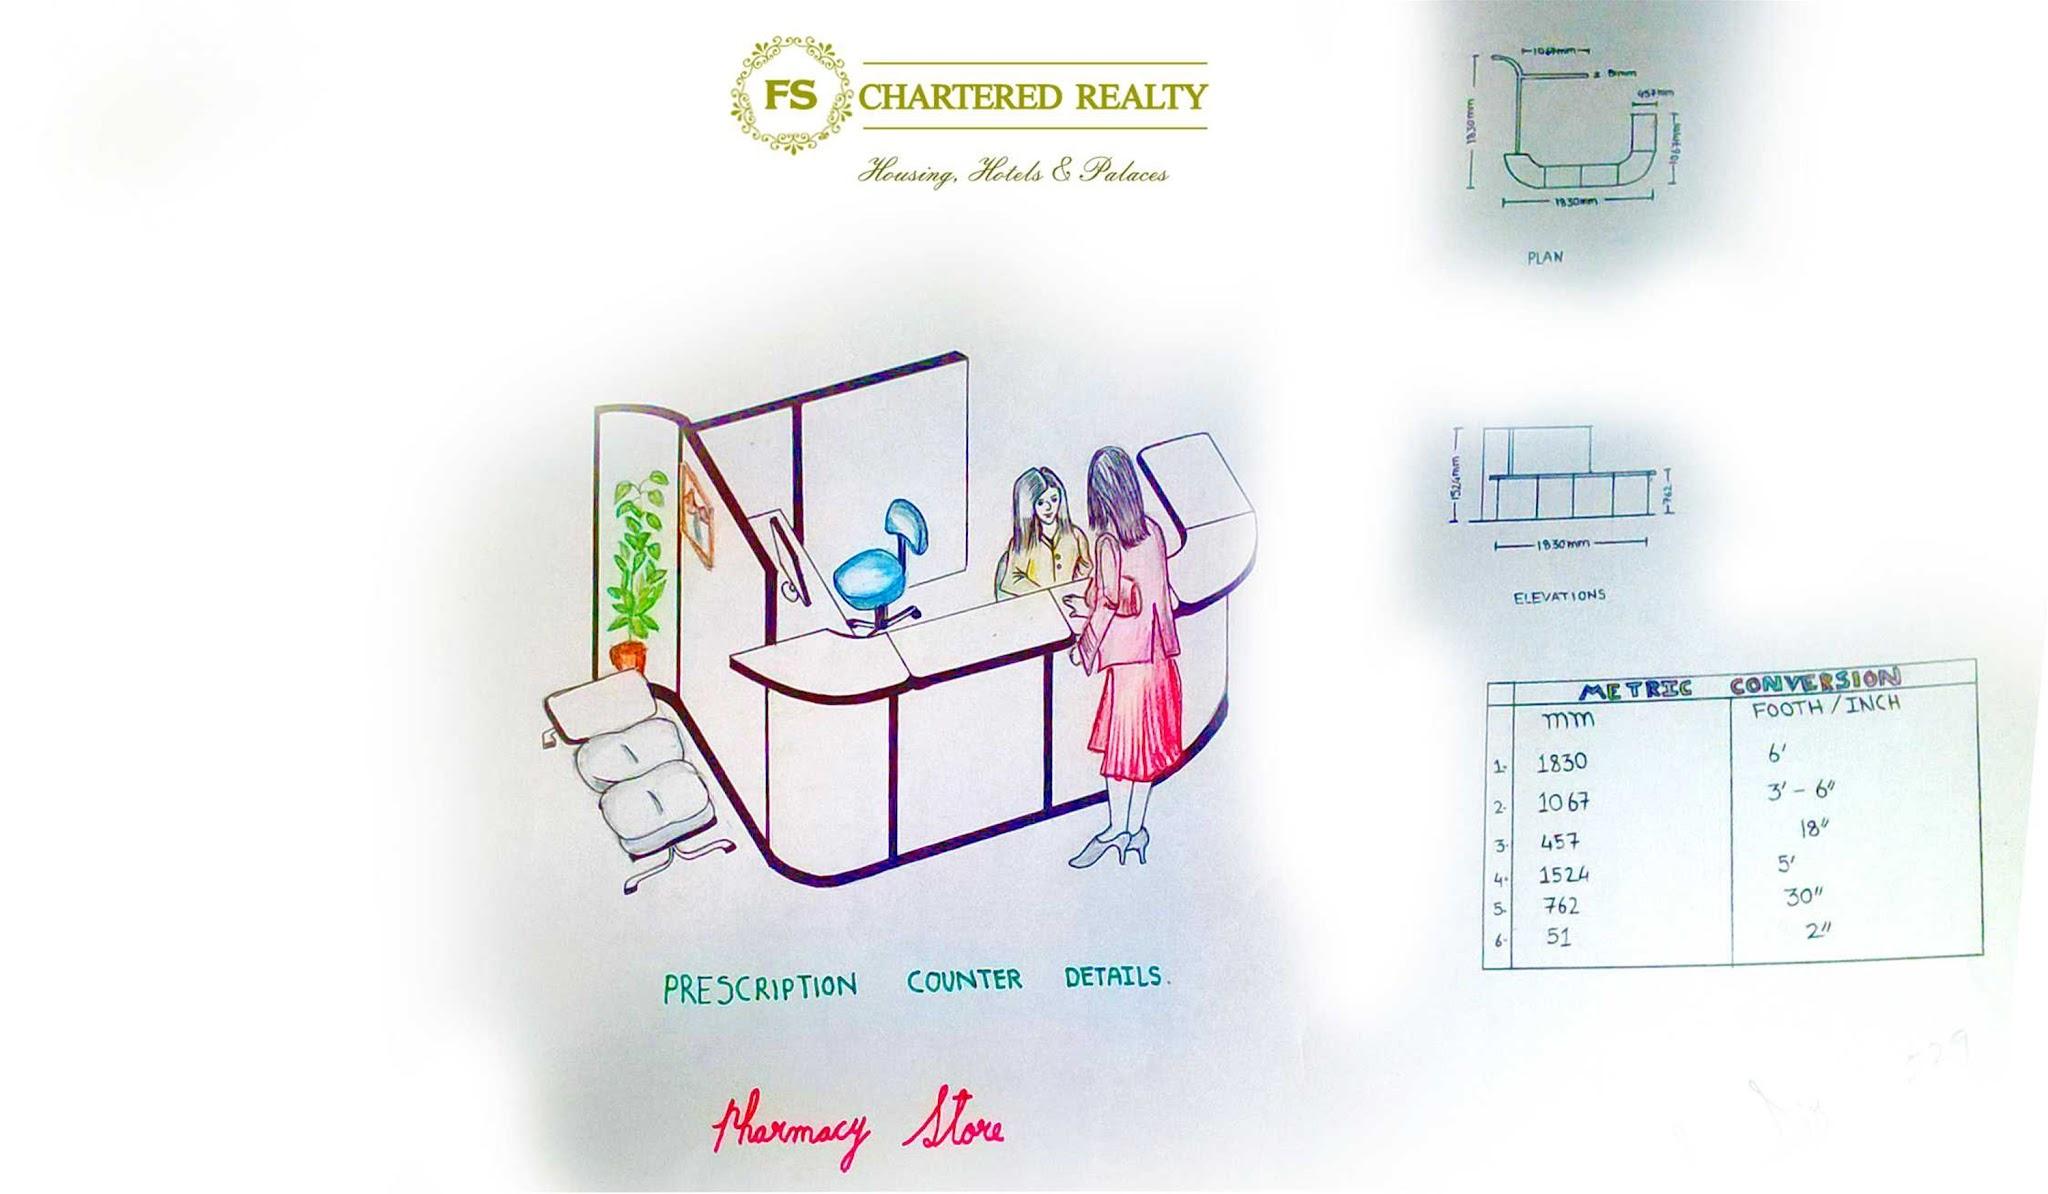 FS
CHARTERED REALTY
Housing, Hotels & Palaces
1067mm
51mm
457mm
1830mm
1067mm
1830mm
PLAN
1524mm
762
1830mm
ELEVATIONS
METRIC CONVERSION
mm FOOTH / INCH
1. 1830 6'
2. 1067 3' - 6"
3. 457 18"
4. 1524 5'
5. 762 30"
6. 51 2"
PRESCRIPTION COUNTER DETAILS.
Pharmacy Store